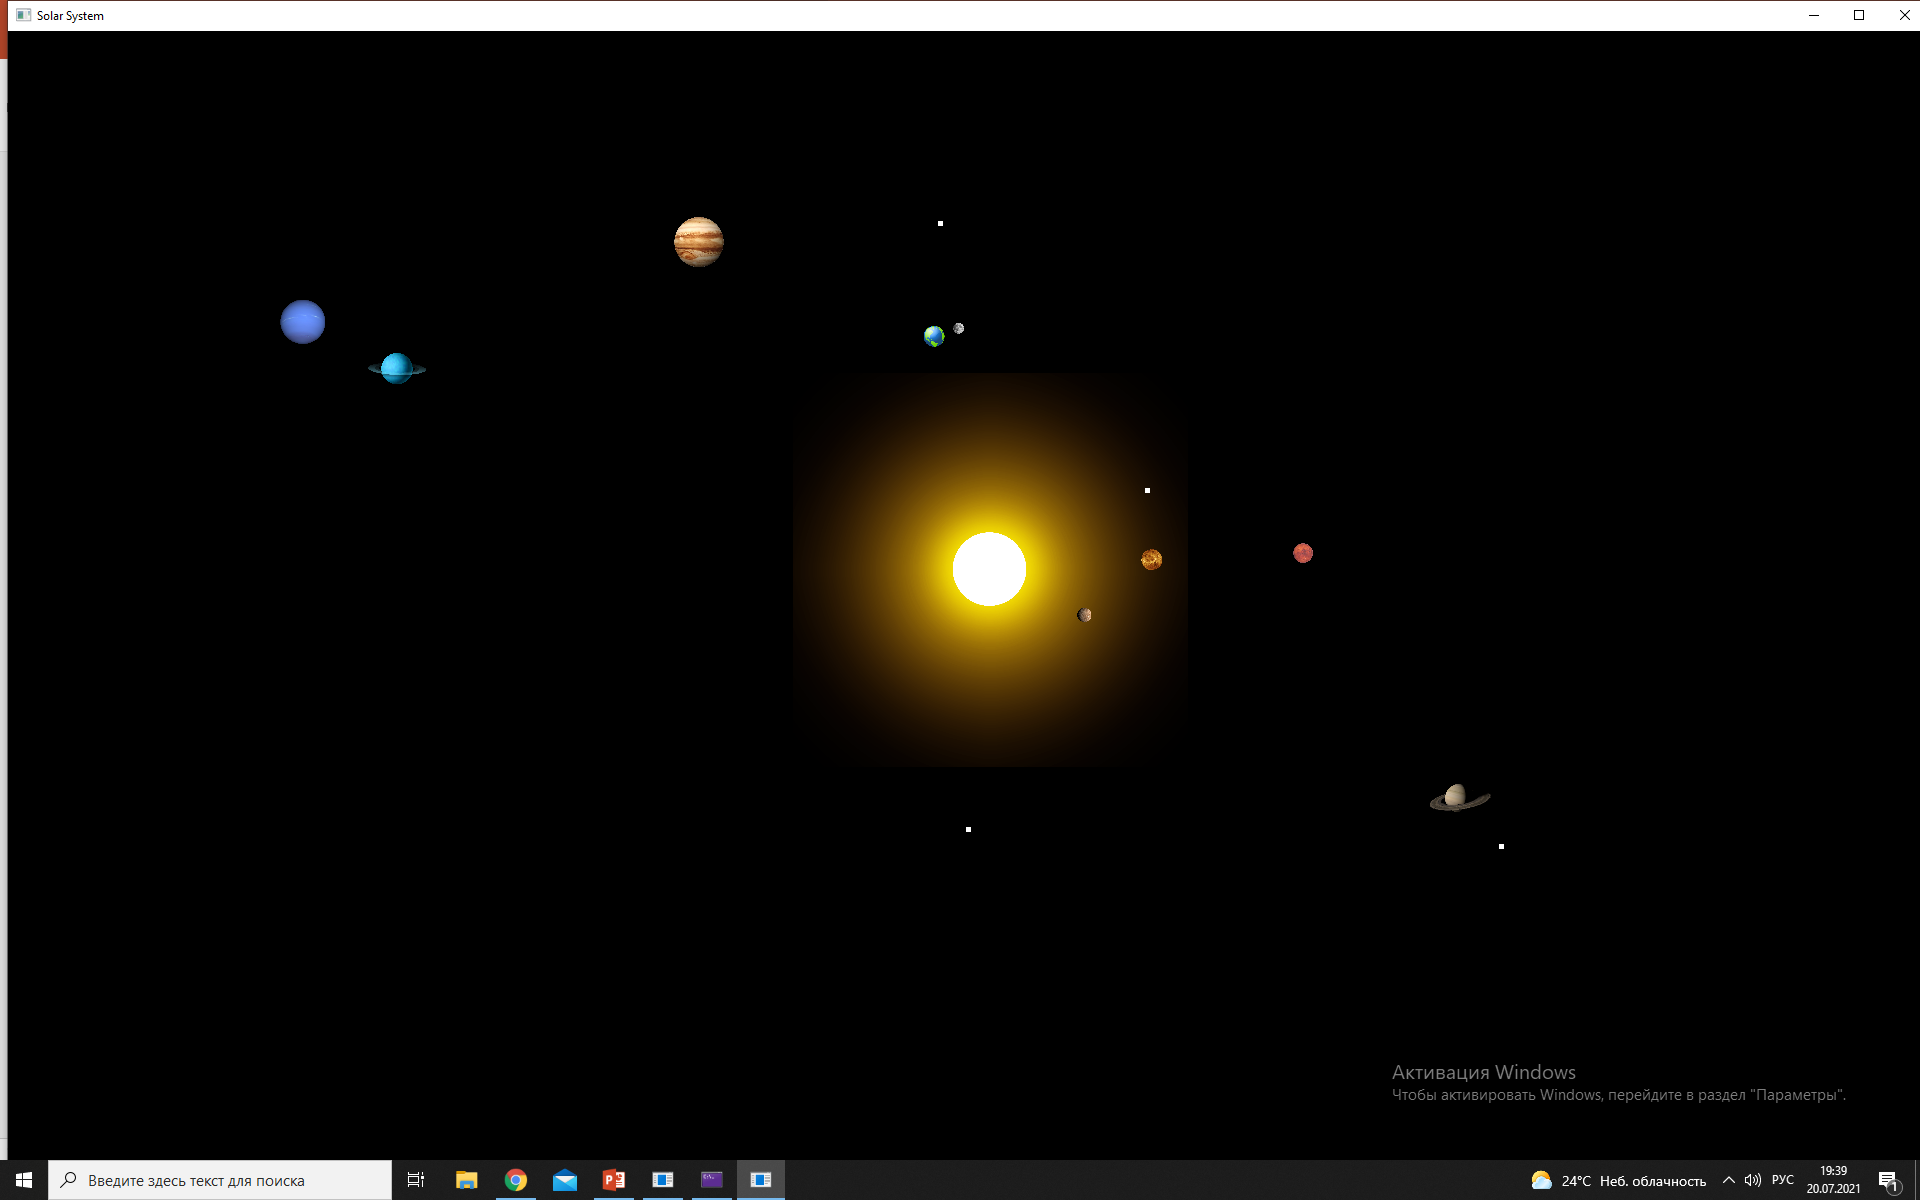 Solar System
Активация Windows
Чтобы активировать Windows, перейдите в раздел "Параметры".
Введите здесь текст для поиска
24°C Неб. облачность
РУС
19:39
20.07.2021
1